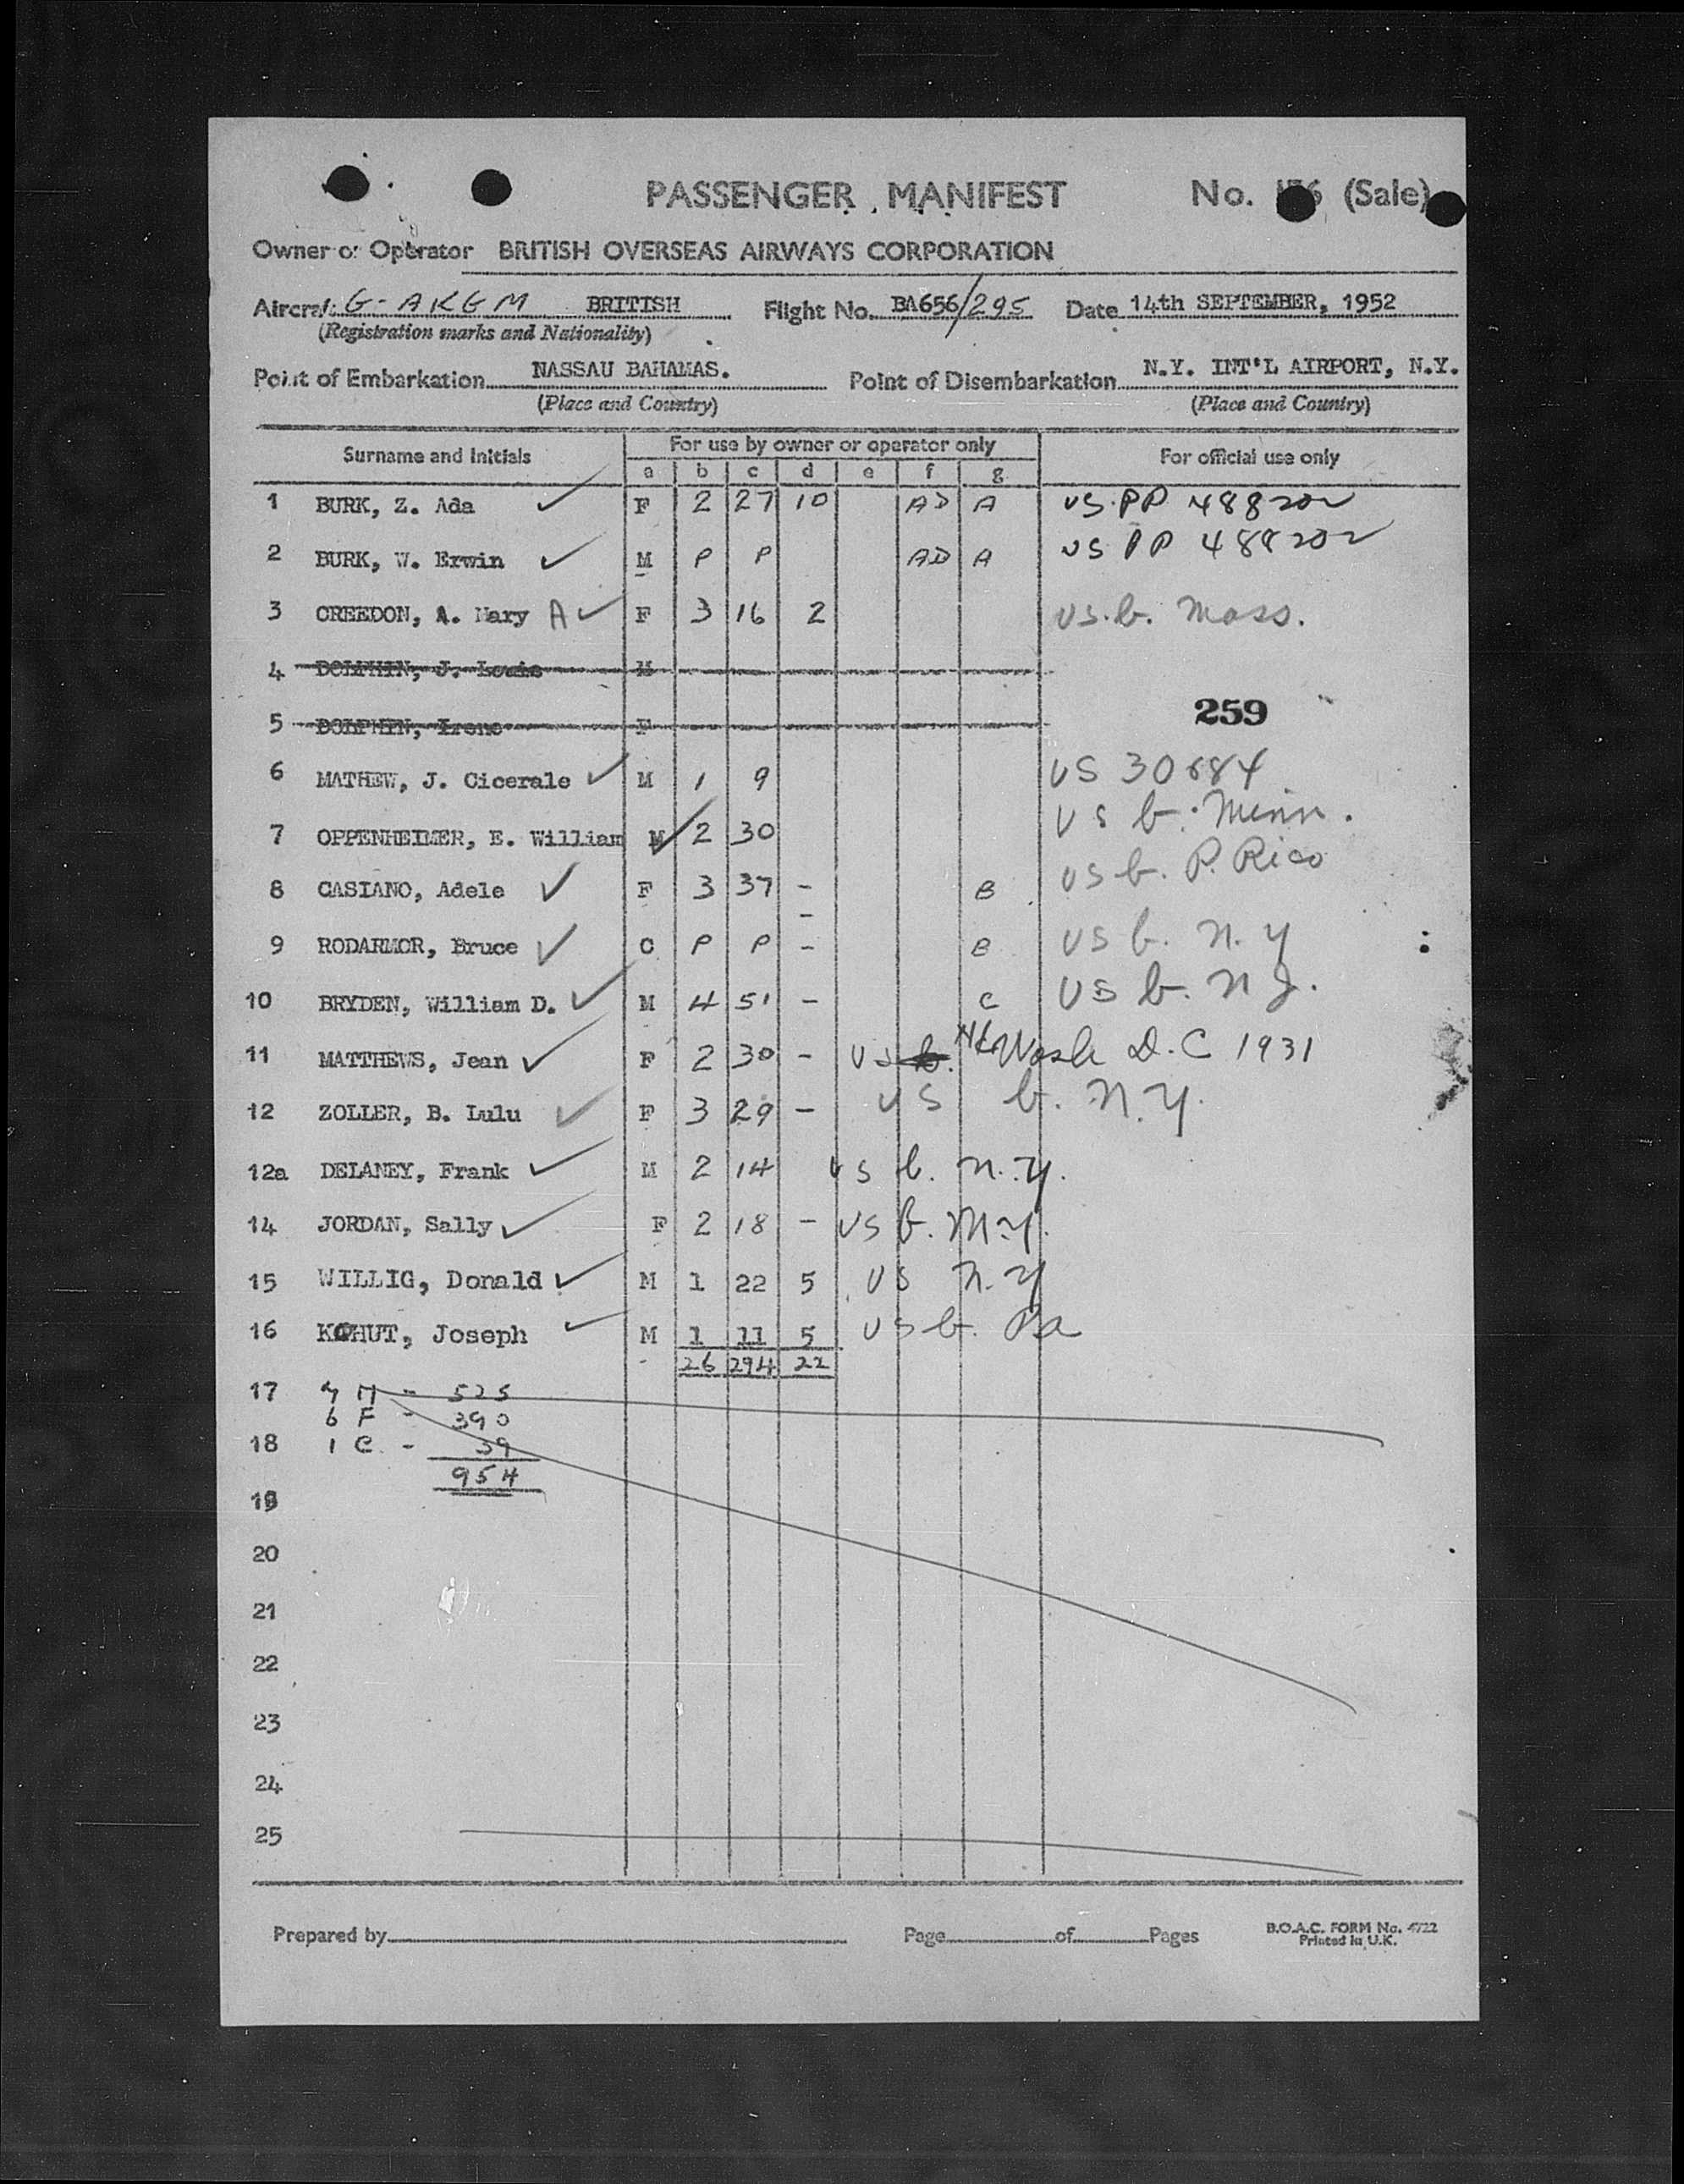 PASSENGER MANIFEST No. (Sale)
Owner or Operator BRITISH OVERSEAS AIRWAYS CORPORATION
Aircraft G-AKGM BRITISH Flight No. BA656/295 Date 14th SEPTEMBER, 1952
(Registration marks and Nationality)
Point of Embarkation NASSAU BAHAMAS. Point of Disembarkation N.Y. INT'L AIRPORT, N.Y.
(Place and Country) (Place and Country)
Surname and Initials For use by owner or operator only For official use only
a b c d e f g
1 BURK, Z. Ada F 2 27 10 AD A US.PP 488202
2 BURK, W. Erwin M P P AD A US PP 488202
3 CREEDON, A. Mary A F 3 16 2 US.b. Mass.
4 DOLPHIN, J. Louis M
5 DOLPHIN, Irene F
259
6 MATHEW, J. Cicerale M 1 9 US 30684
7 OPPENHEIMER, E. William M 2 30 US b. Minn.
8 CASIANO, Adele F 3 37 - B US b. P. Rico
9 RODARMOR, Bruce C P P - B US b. N.Y
10 BRYDEN, William D. M 4 51 - C US b. N J.
11 MATTHEWS, Jean F 2 30 - US b. Wash D.C 1931
12 ZOLLER, B. Lulu F 3 29 - US b. N.Y.
12a DELANEY, Frank M 2 14 US b. N.Y.
14 JORDAN, Sally F 2 18 - US b. N.Y.
15 WILLIG, Donald M 1 22 5 US N.Y
16 KOHUT, Joseph M 1 11 5 US b. Pa
26 294 22
17 7 M - 525
6 F - 390
18 1 C - 39
954
19
20
21
22
23
24
25
Prepared by Page of Pages B.O.A.C. FORM No. 4722
Printed in U.K.